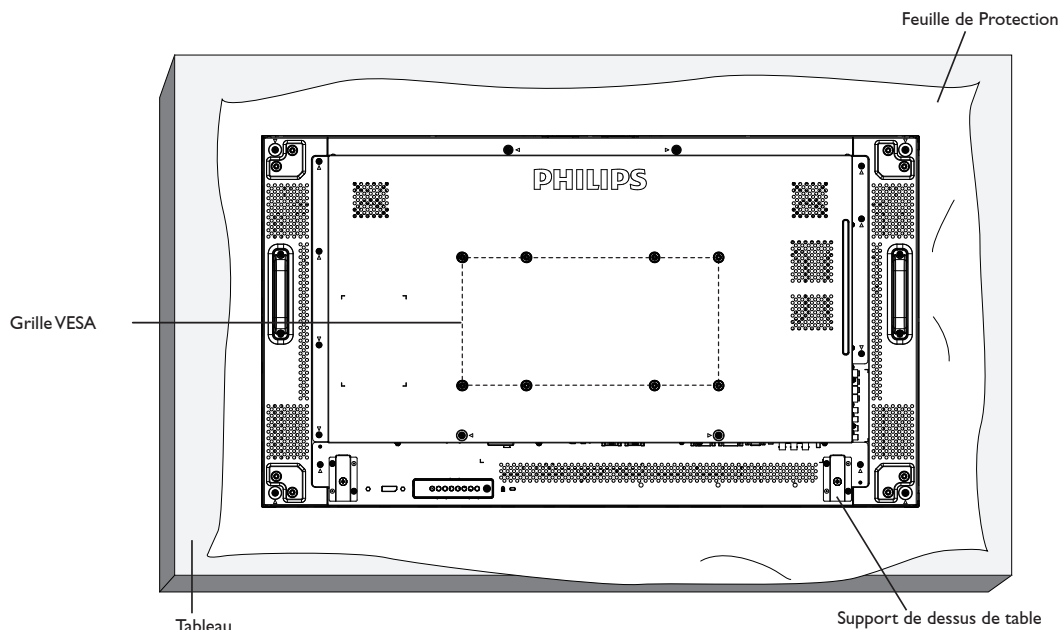 Feuille de Protection
PHILIPS
Grille VESA
Support de dessus de table
Tableau